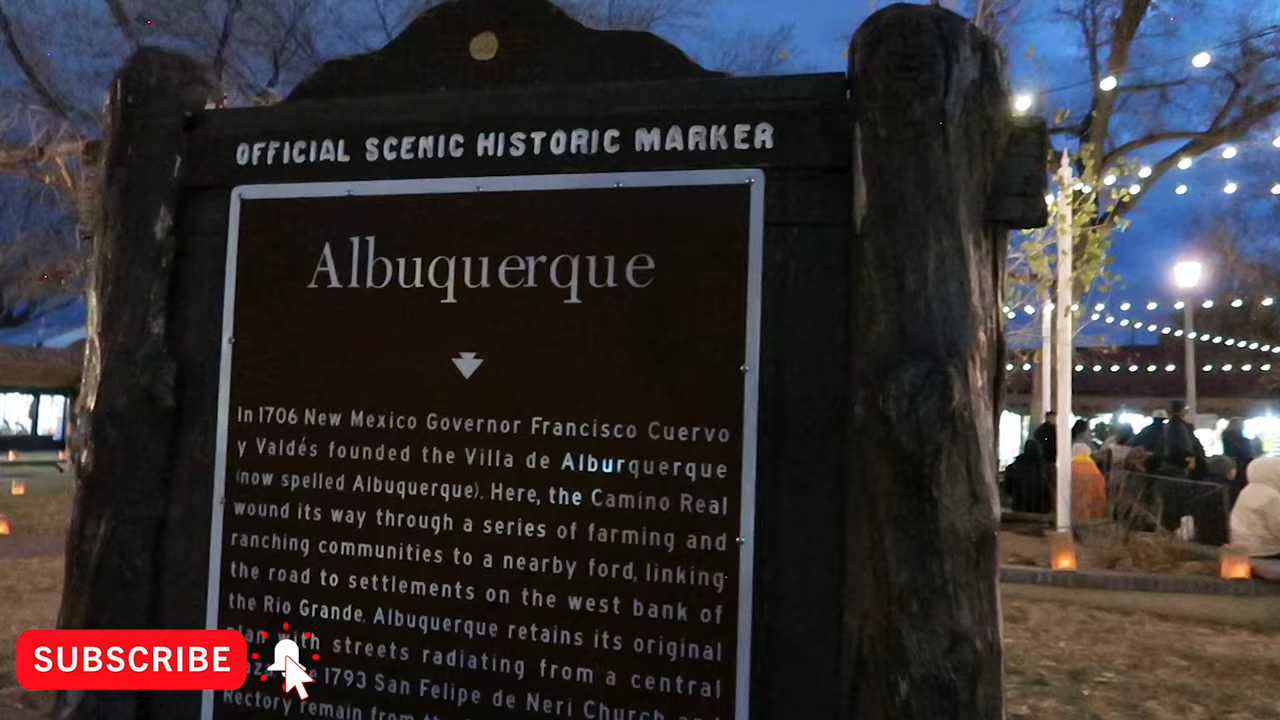 OFFICIAL SCENIC HISTORIC MARKER
Albuquerque
In 1706 New Mexico Governor Francisco Cuervo
y Valdés founded the Villa de Alburquerque
(now spelled Albuquerque). Here, the Camino Real
wound its way through a series of farming and
ranching communities to a nearby ford, linking
the road to settlements on the west bank of
the Rio Grande. Albuquerque retains its original
plan with streets radiating from a central
1793 San Felipe de Neri Church and
Rectory remain from
SUBSCRIBE